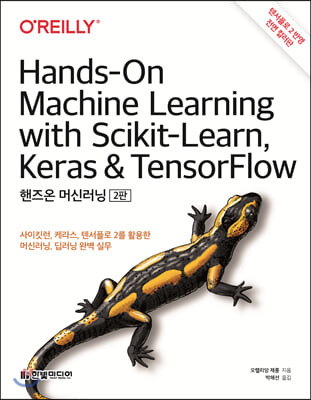 O'REILLY®
텐서플로 2 반영
전면 컬러판
Hands-On
Machine Learning
with Scikit-Learn,
Keras & TensorFlow
핸즈온 머신러닝 2판
사이킷런, 케라스, 텐서플로 2를 활용한
머신러닝, 딥러닝 완벽 실무
오렐리앙 제롱 지음
박해선 옮김
한빛미디어